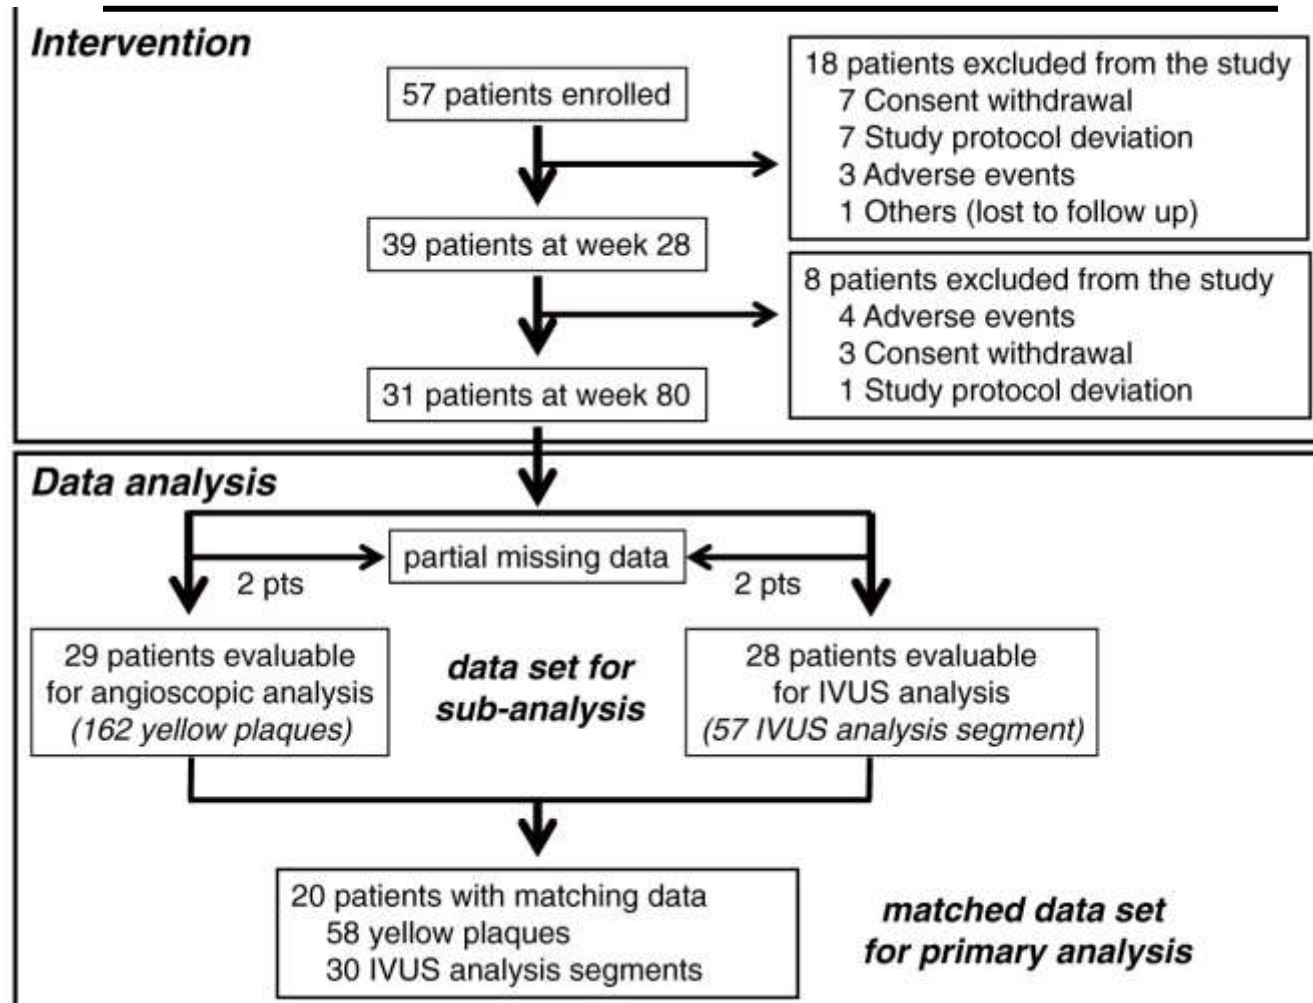 Intervention
57 patients enrolled
18 patients excluded from the study
7 Consent withdrawal
7 Study protocol deviation
3 Adverse events
1 Others (lost to follow up)
39 patients at week 28
8 patients excluded from the study
4 Adverse events
3 Consent withdrawal
1 Study protocol deviation
31 patients at week 80
Data analysis
partial missing data
2 pts
2 pts
29 patients evaluable
for angioscopic analysis
(162 yellow plaques)
data set for
sub-analysis
28 patients evaluable
for IVUS analysis
(57 IVUS analysis segment)
20 patients with matching data
58 yellow plaques
30 IVUS analysis segments
matched data set
for primary analysis